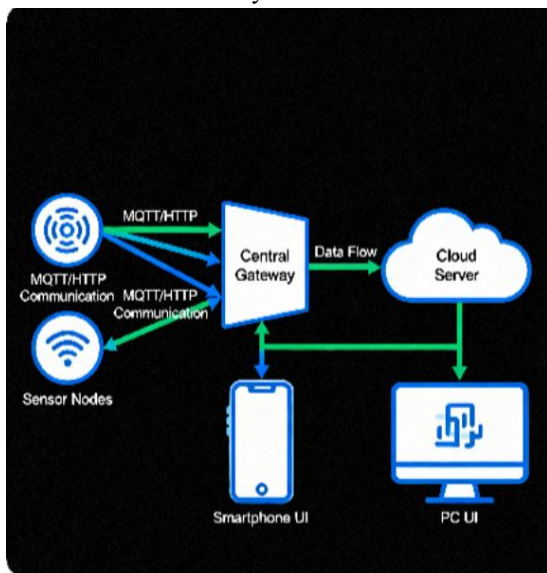 MQTT/HTTP
MQTT/HTTP
Communication
MQTT/HTTP
Communication
Sensor Nodes
Central
Gateway
Data Flow
Cloud
Server
Smartphone UI
PC UI